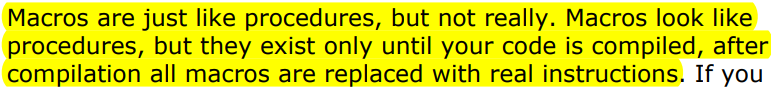 Macros are just like procedures, but not really. Macros look like
procedures, but they exist only until your code is compiled, after
compilation all macros are replaced with real instructions. If you